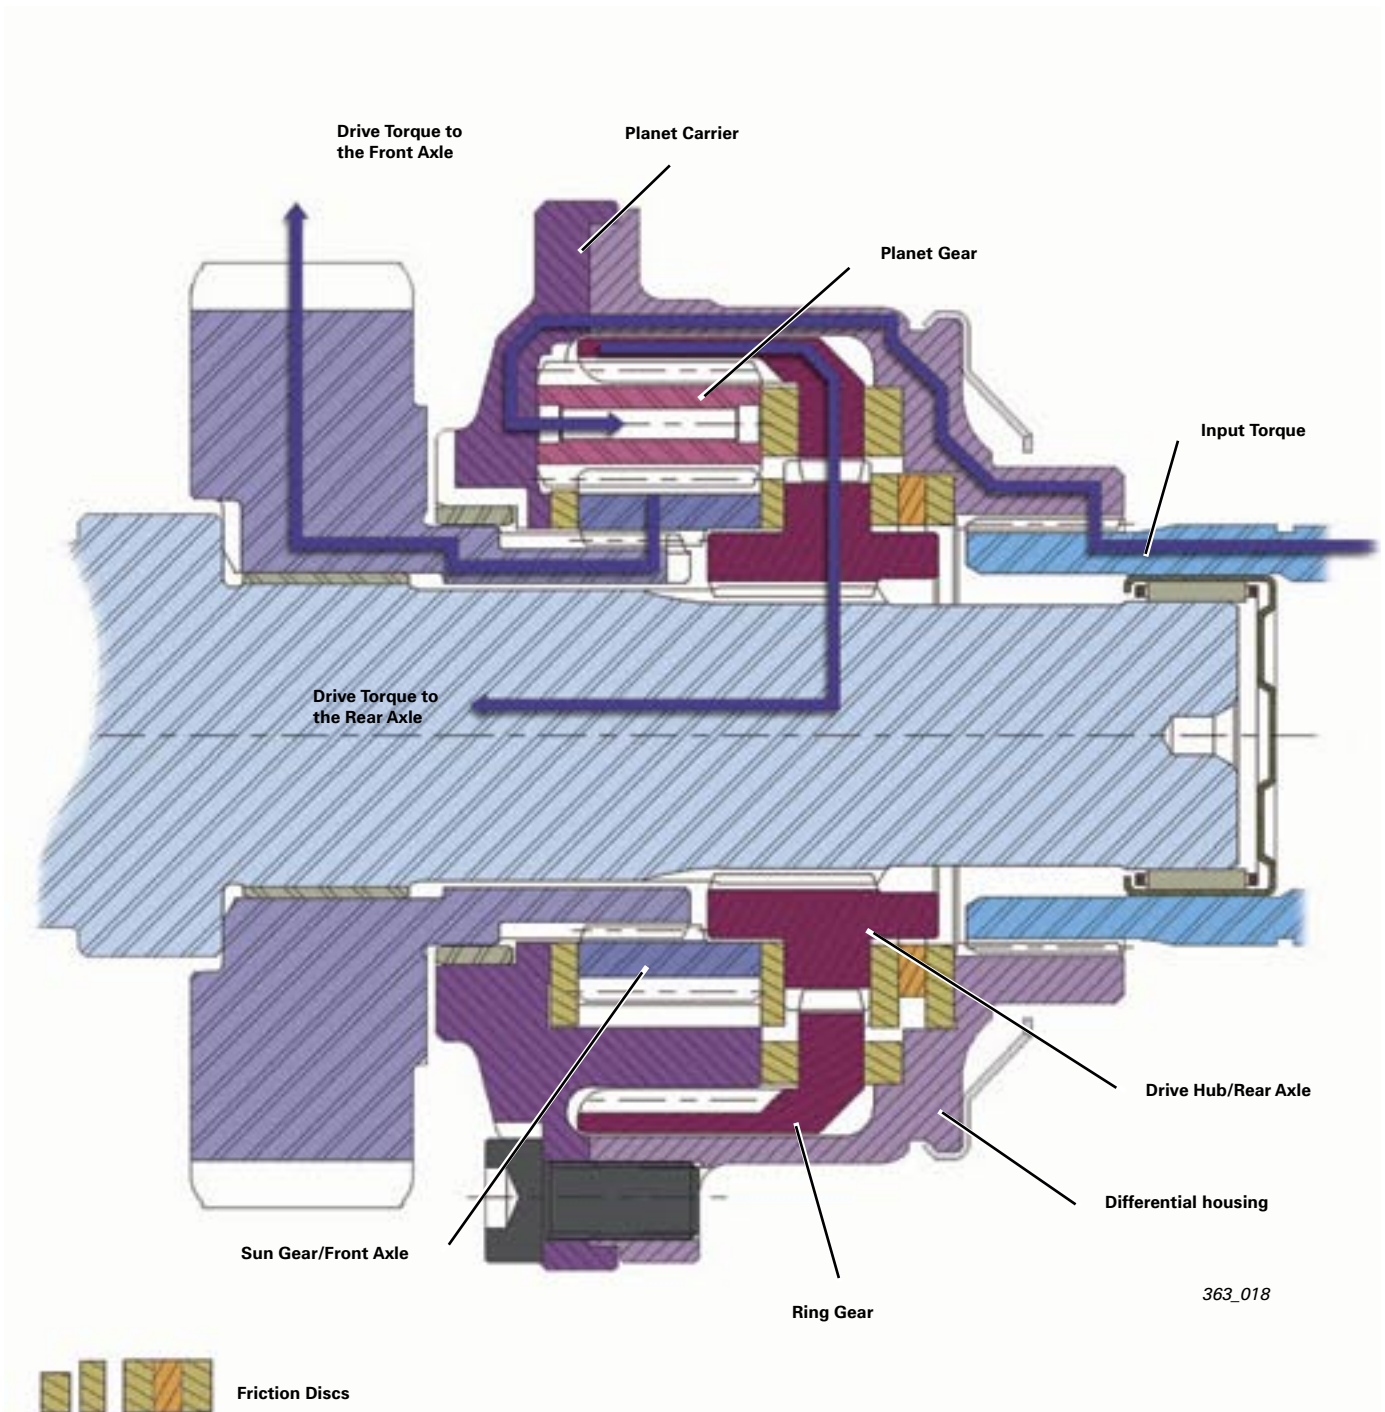 Drive Torque to
the Front Axle
Planet Carrier
Planet Gear
Input Torque
Drive Torque to
the Rear Axle
Drive Hub/Rear Axle
Differential housing
Sun Gear/Front Axle
363_018
Ring Gear
Friction Discs